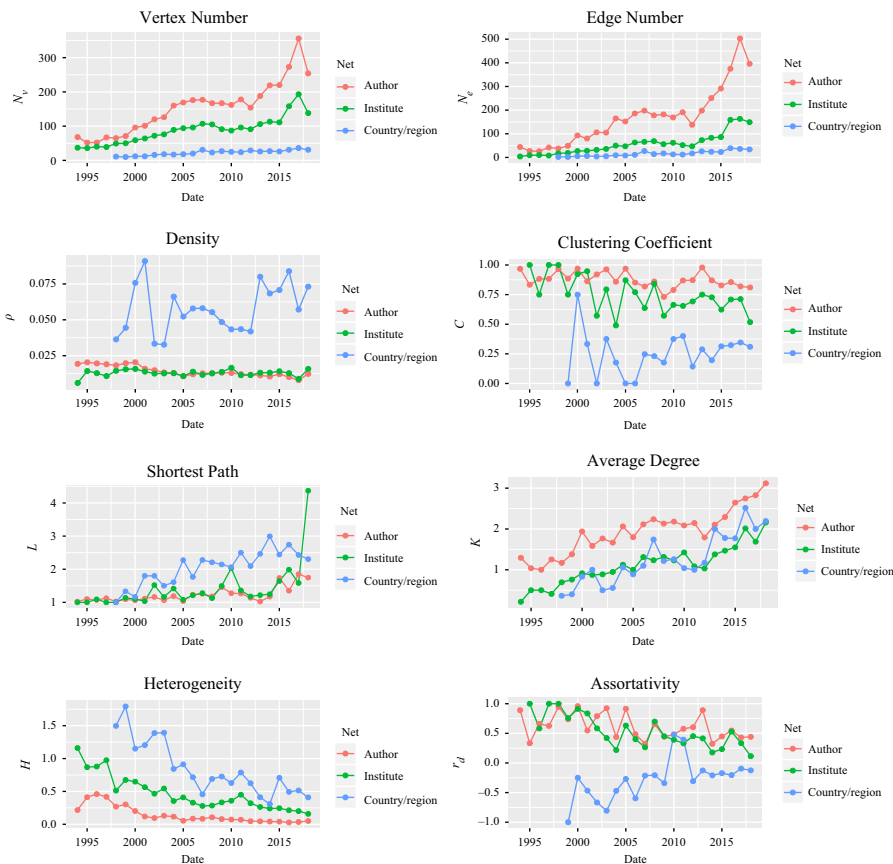 Vertex Number
N_v
300
200
100
0
1995 2000 2005 2010 2015
Date
Net
Author
Institute
Country/region
Edge Number
N_e
500
400
300
200
100
0
1995 2000 2005 2010 2015
Date
Net
Author
Institute
Country/region
Density
ρ
0.075
0.050
0.025
1995 2000 2005 2010 2015
Date
Net
Author
Institute
Country/region
Clustering Coefficient
C
1.00
0.75
0.50
0.25
0.00
1995 2000 2005 2010 2015
Date
Net
Author
Institute
Country/region
Shortest Path
L
4
3
2
1
1995 2000 2005 2010 2015
Date
Net
Author
Institute
Country/region
Average Degree
K
3
2
1
1995 2000 2005 2010 2015
Date
Net
Author
Institute
Country/region
Heterogeneity
H
1.5
1.0
0.5
0.0
1995 2000 2005 2010 2015
Date
Net
Author
Institute
Country/region
Assortativity
r_d
1.0
0.5
0.0
−0.5
−1.0
1995 2000 2005 2010 2015
Date
Net
Author
Institute
Country/region